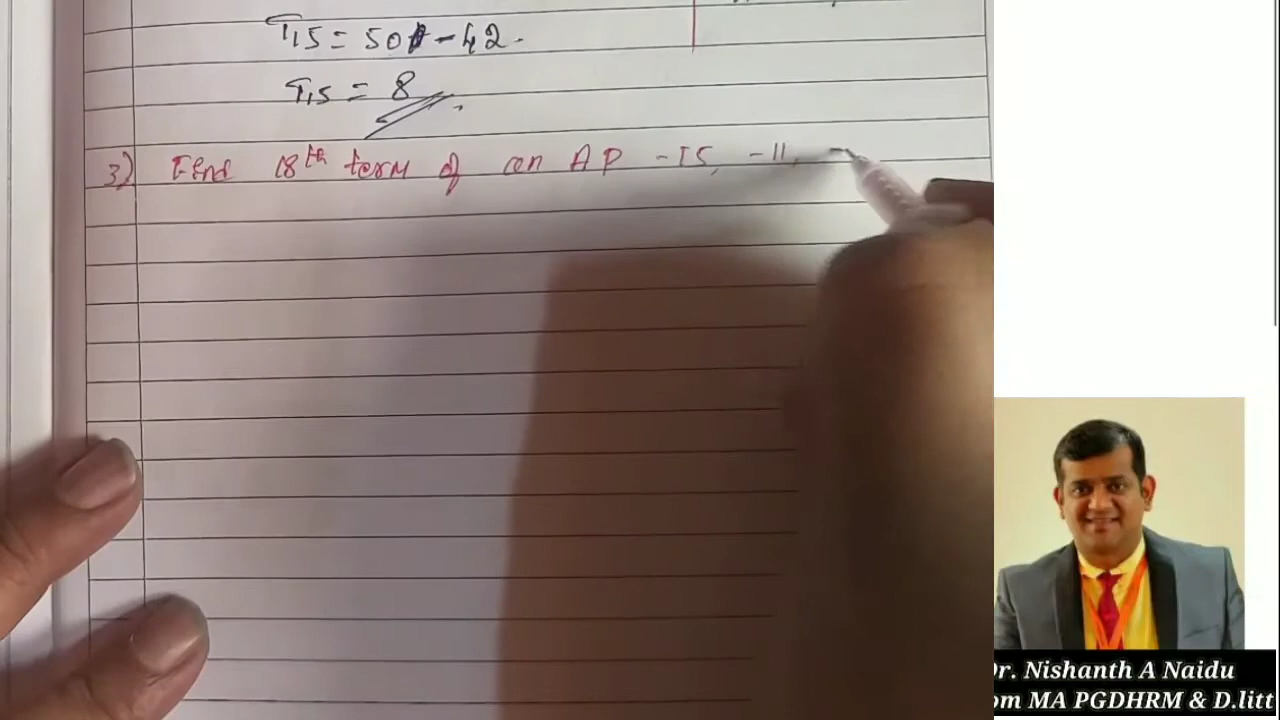 T15 = 50 - 42.
T15 = 8
3) Find 18th term of an AP -15, -11, -
Dr. Nishanth A Naidu
om MA PGDHRM & D.litt